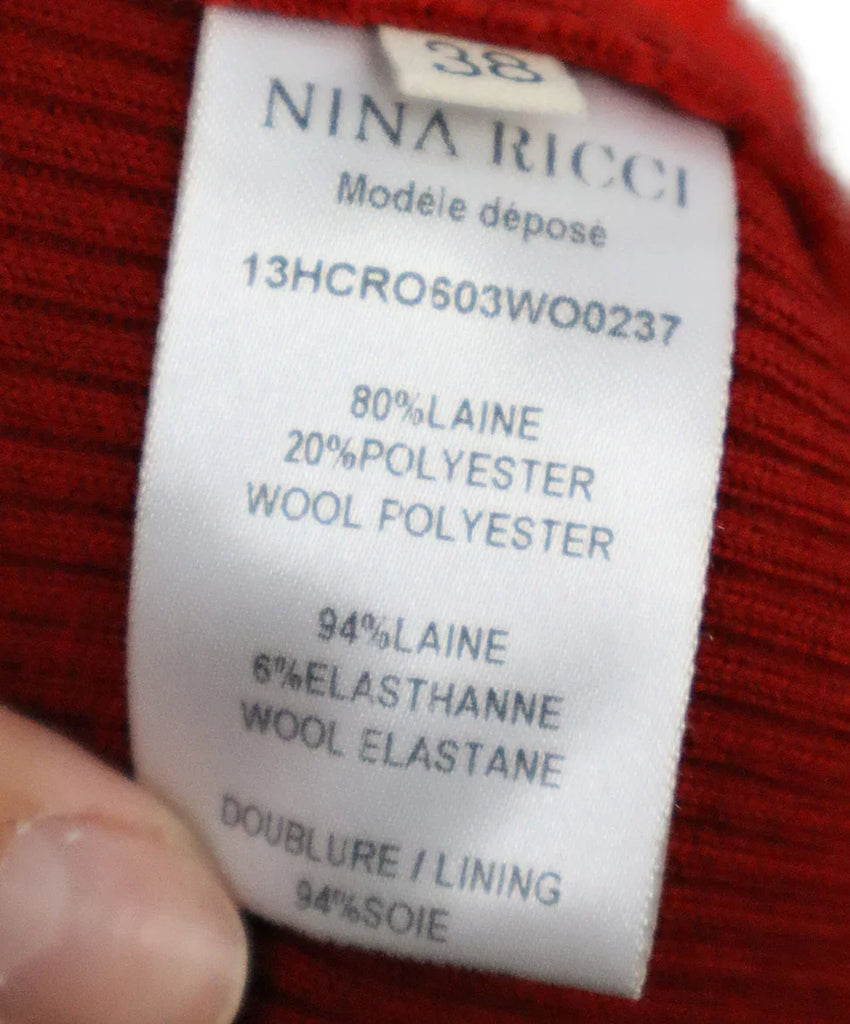 38
NINA RICCI
Modéle déposé
13HCRO603WO0237
80%LAINE
20%POLYESTER
WOOL POLYESTER
94%LAINE
6%ELASTHANNE
WOOL ELASTANE
DOUBLURE / LINING
94%SOIE